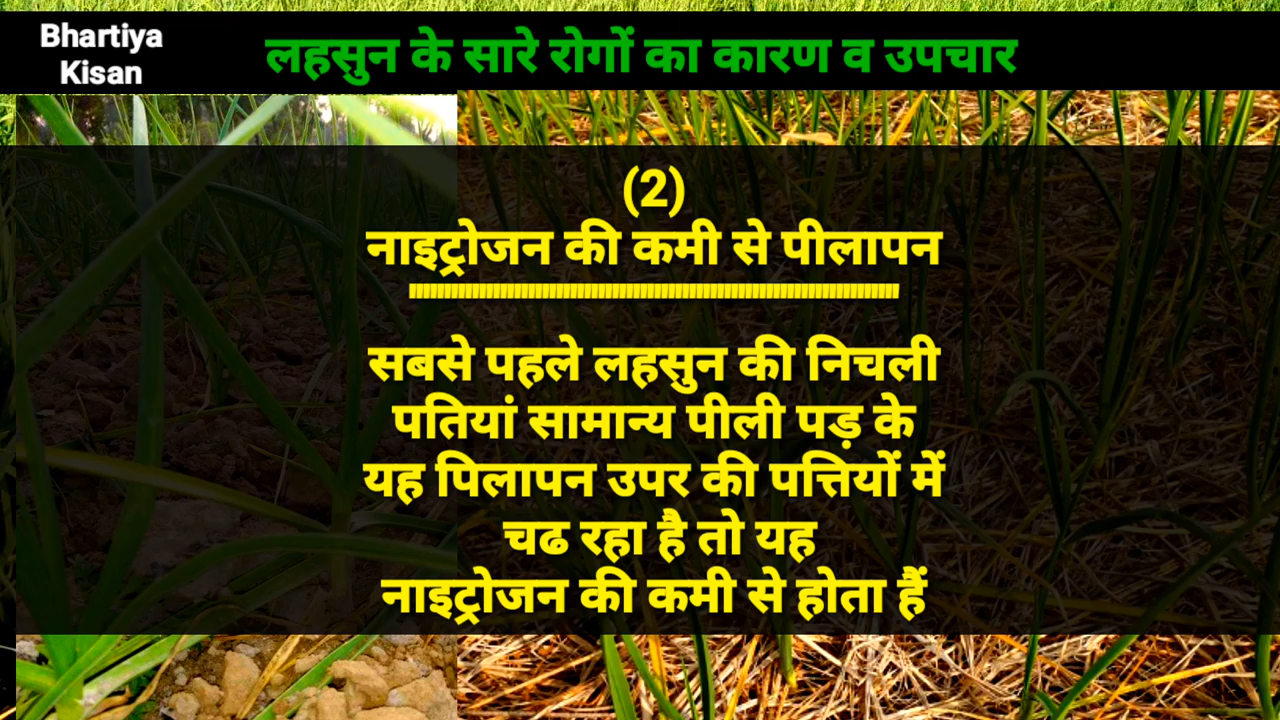 Bhartiya
Kisan
लहसुन के सारे रोगों का कारण व उपचार
(2)
नाइट्रोजन की कमी से पीलापन
सबसे पहले लहसुन की निचली
पतियां सामान्य पीली पड़ के
यह पिलापन उपर की पत्तियों में
चढ रहा है तो यह
नाइट्रोजन की कमी से होता हैं